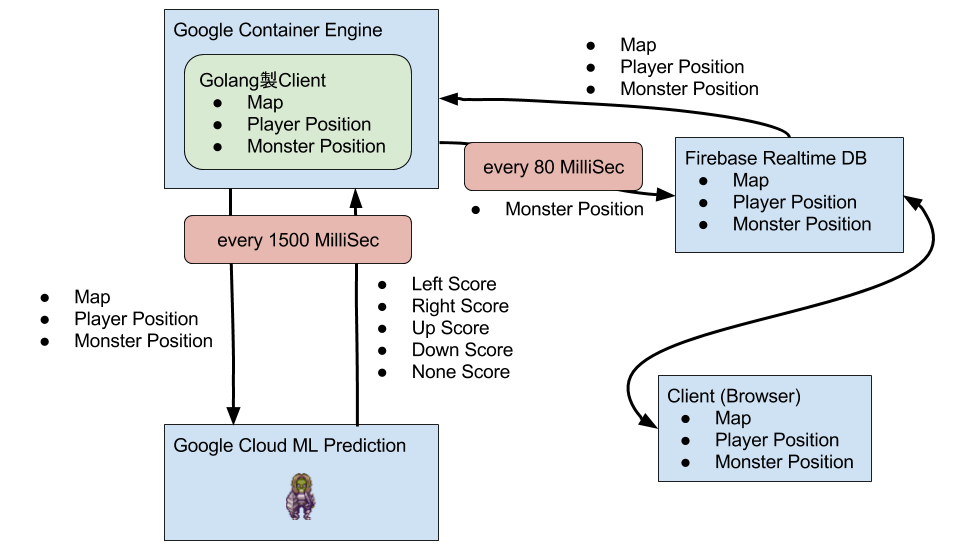 Google Container Engine
Golang製Client
● Map
● Player Position
● Monster Position
● Map
● Player Position
● Monster Position
every 80 MilliSec
● Monster Position
Firebase Realtime DB
● Map
● Player Position
● Monster Position
every 1500 MilliSec
● Map
● Player Position
● Monster Position
● Left Score
● Right Score
● Up Score
● Down Score
● None Score
Client (Browser)
● Map
● Player Position
● Monster Position
Google Cloud ML Prediction